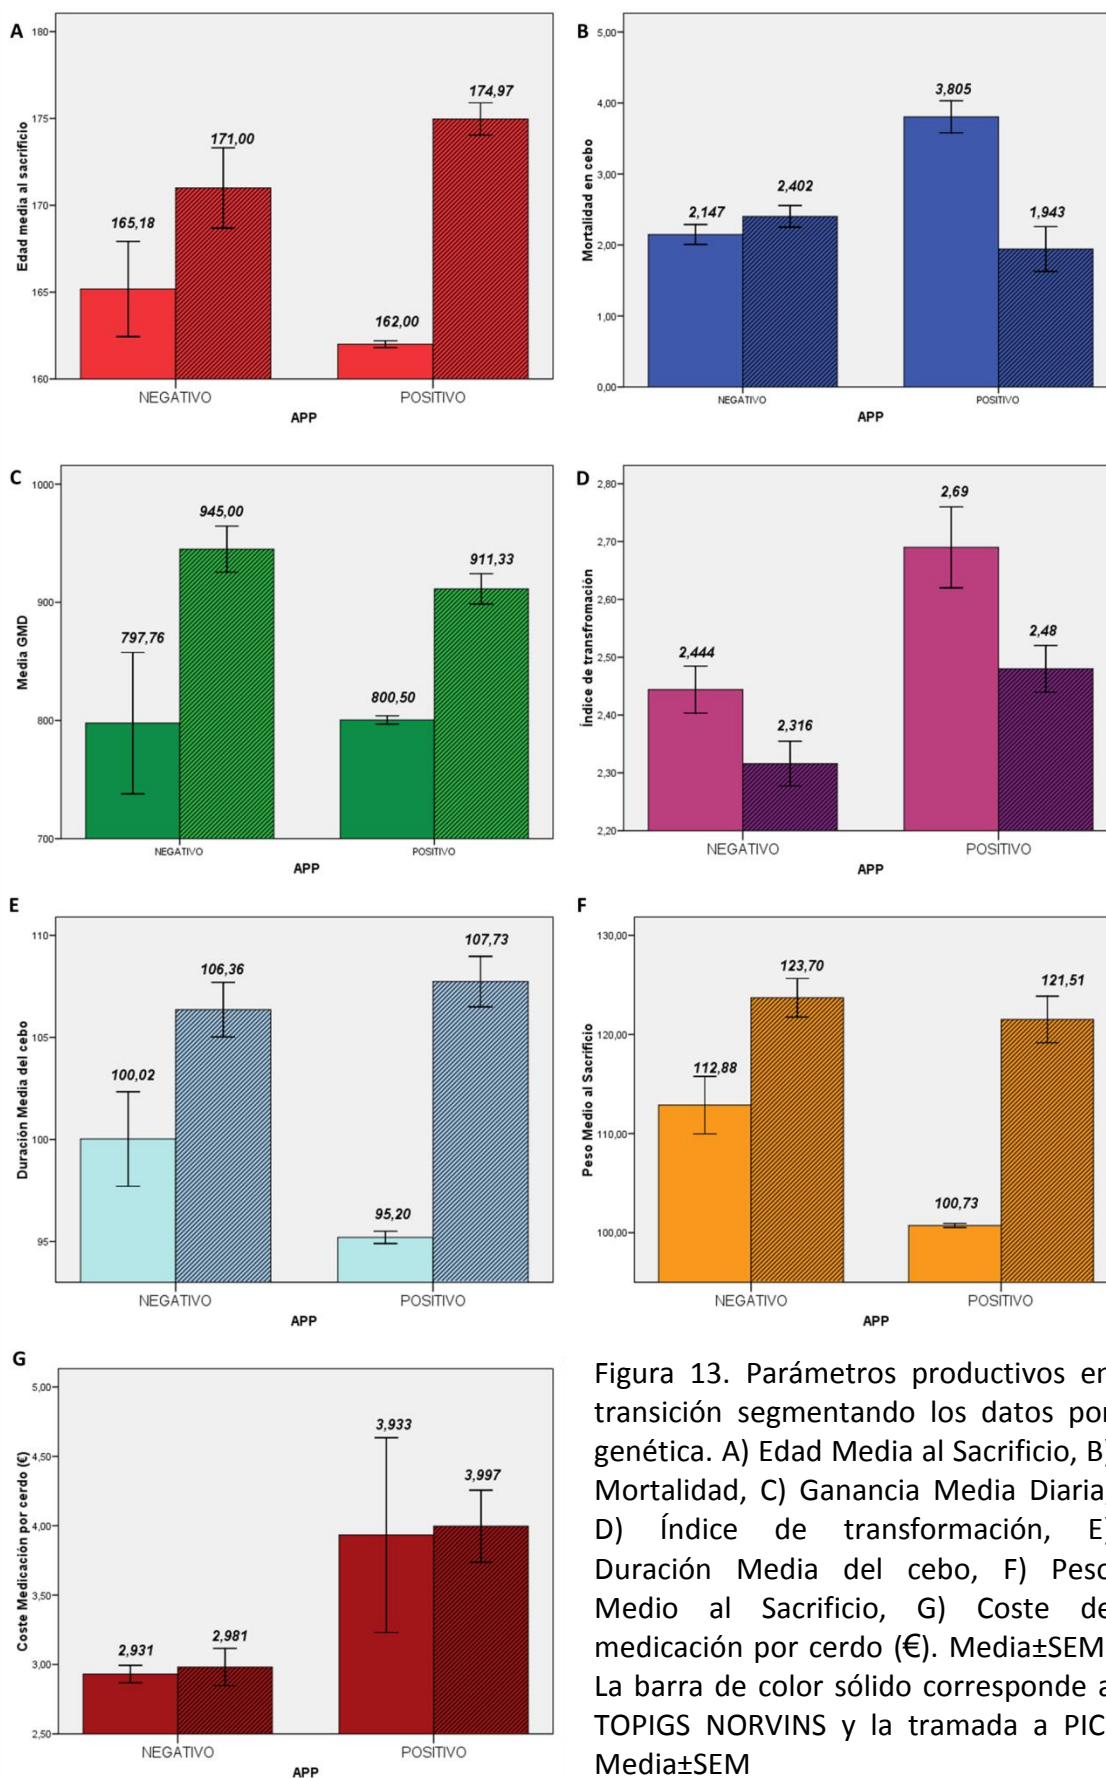 A
180
175
170
165
160
Edad media al sacrificio
165,18
171,00
162,00
174,97
NEGATIVO
POSITIVO
APP
B
5,00
4,00
3,00
2,00
1,00
0,00
Mortalidad en cebo
2,147
2,402
3,805
1,943
NEGATIVO
POSITIVO
APP
C
1000
900
800
700
Media GMD
797,76
945,00
800,50
911,33
NEGATIVO
POSITIVO
APP
D
2,80
2,70
2,60
2,50
2,40
2,30
2,20
Índice de transfromación
2,444
2,316
2,69
2,48
NEGATIVO
POSITIVO
APP
E
110
105
100
95
Duración Media del cebo
100,02
106,36
95,20
107,73
NEGATIVO
POSITIVO
APP
F
130,00
120,00
110,00
100,00
Peso Medio al Sacrificio
112,88
123,70
100,73
121,51
NEGATIVO
POSITIVO
APP
G
5,00
4,50
4,00
3,50
3,00
2,50
Coste Medicación por cerdo (€)
2,931
2,981
3,933
3,997
NEGATIVO
POSITIVO
APP
Figura 13. Parámetros productivos en
transición segmentando los datos por
genética. A) Edad Media al Sacrificio, B)
Mortalidad, C) Ganancia Media Diaria,
D) Índice de transformación, E)
Duración Media del cebo, F) Peso
Medio al Sacrificio, G) Coste de
medicación por cerdo (€). Media±SEM.
La barra de color sólido corresponde a
TOPIGS NORVINS y la tramada a PIC.
Media±SEM